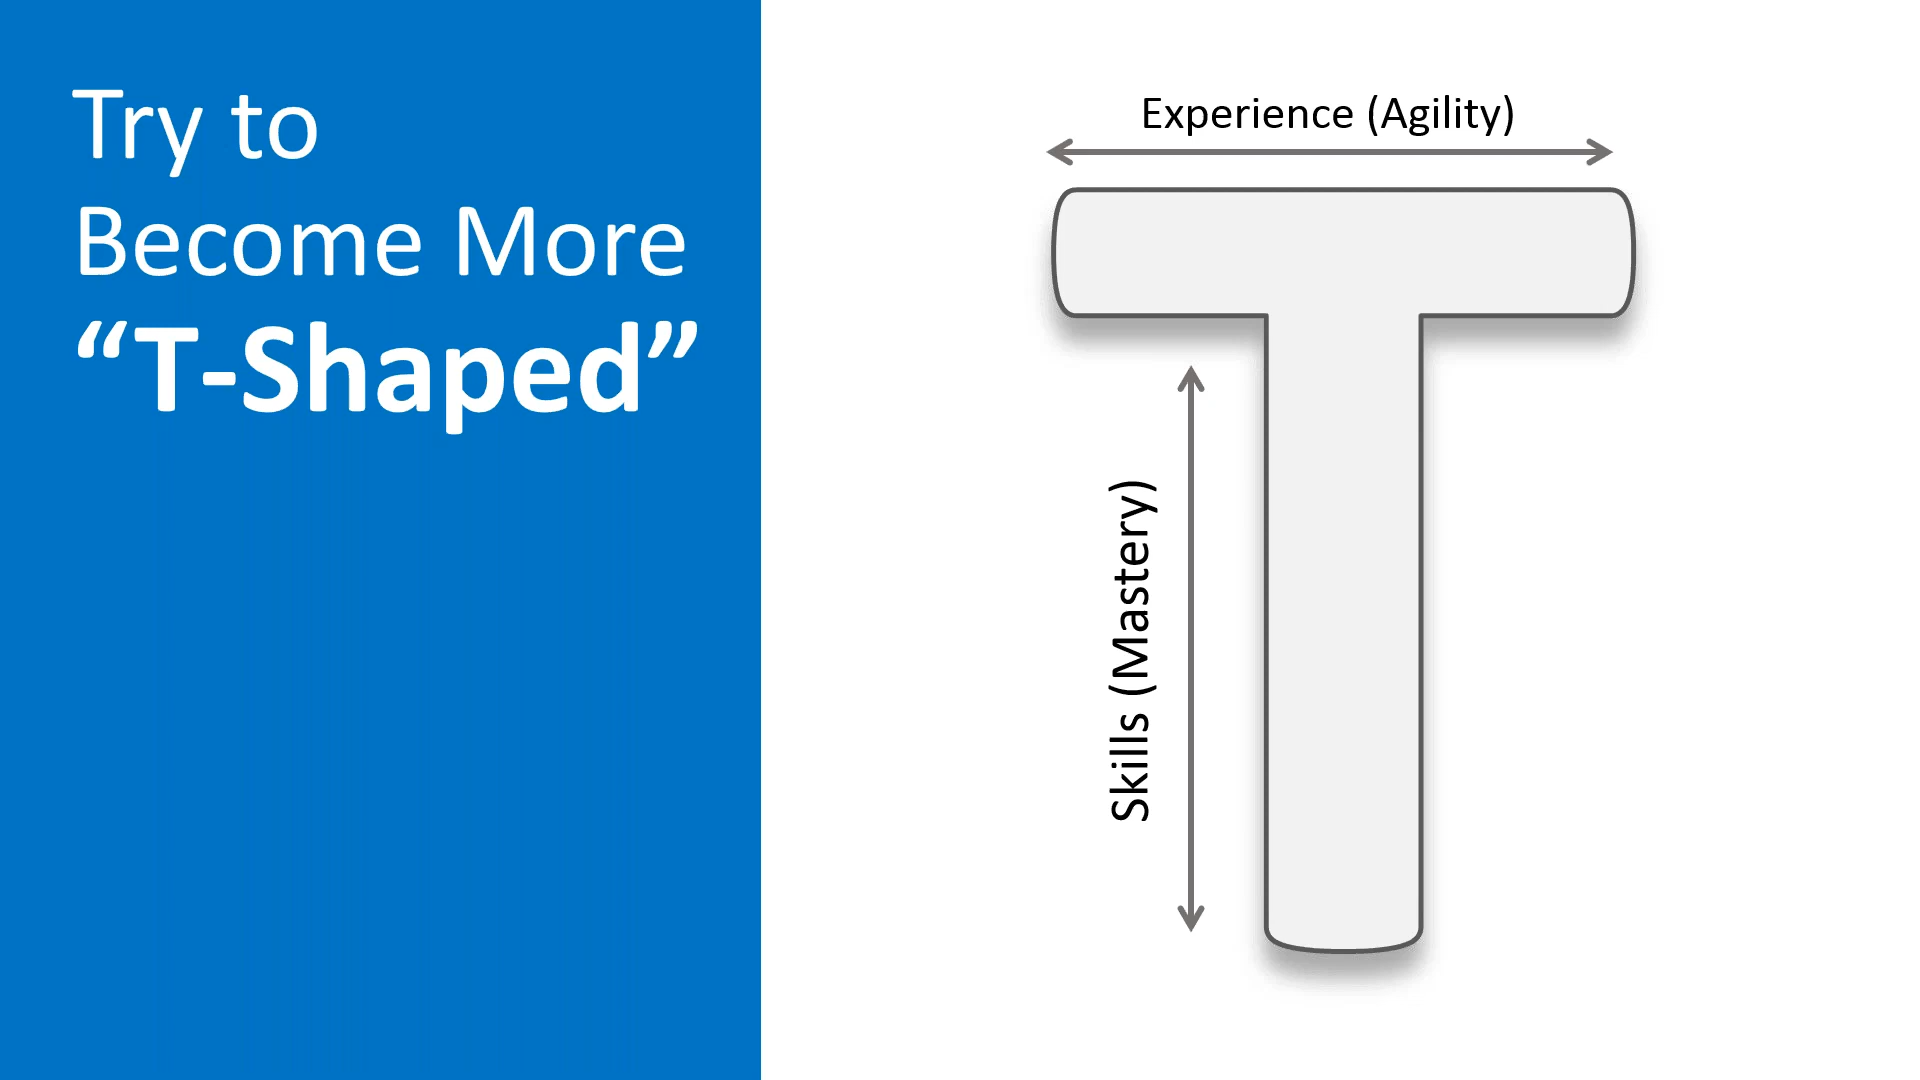 Try to
Become More
“T-Shaped”
Experience (Agility)
Skills (Mastery)